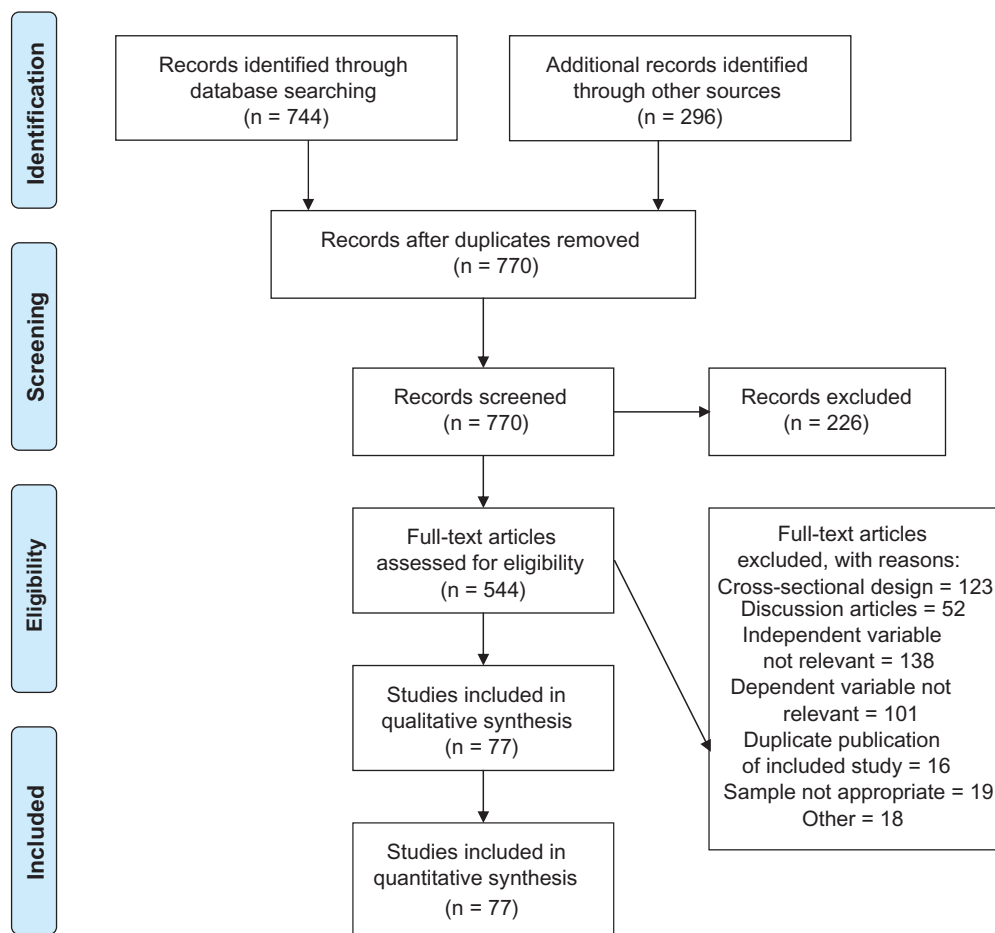 Identification
Records identified through
database searching
(n = 744)
Additional records identified
through other sources
(n = 296)
Records after duplicates removed
(n = 770)
Screening
Records screened
(n = 770)
Records excluded
(n = 226)
Eligibility
Full-text articles
assessed for eligibility
(n = 544)
Full-text articles
excluded, with reasons:
Cross-sectional design = 123
Discussion articles = 52
Independent variable
not relevant = 138
Dependent variable not
relevant = 101
Duplicate publication
of included study = 16
Sample not appropriate = 19
Other = 18
Studies included in
qualitative synthesis
(n = 77)
Included
Studies included in
quantitative synthesis
(n = 77)